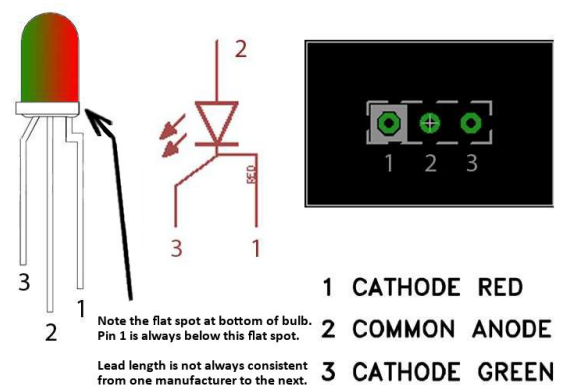 2
RED
3
1
1 2 3
3
2
1
Note the flat spot at bottom of bulb.
Pin 1 is always below this flat spot.
Lead length is not always consistent
from one manufacturer to the next.
1 CATHODE RED
2 COMMON ANODE
3 CATHODE GREEN